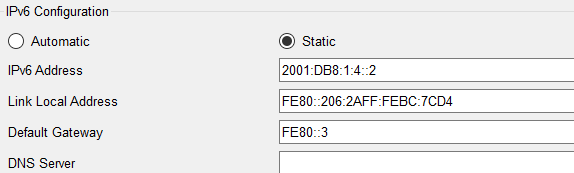 IPv6 Configuration
Automatic Static
IPv6 Address 2001:DB8:1:4::2
Link Local Address FE80::206:2AFF:FEBC:7CD4
Default Gateway FE80::3
DNS Server